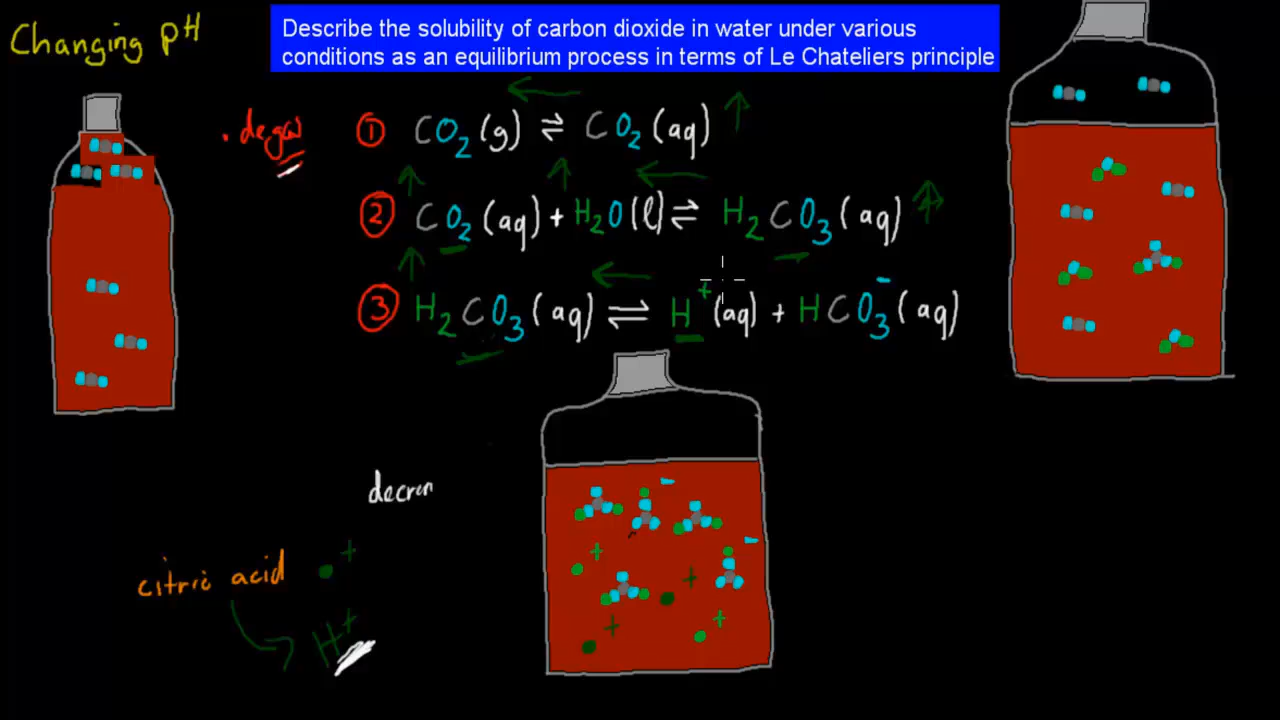 Changing pH
Describe the solubility of carbon dioxide in water under various
conditions as an equilibrium process in terms of Le Chateliers principle
. degas ① CO₂ (g) ⇌ CO₂ (aq)
② CO₂ (aq) + H₂O (l) ⇌ H₂CO₃ (aq)
③ H₂CO₃ (aq) ⇌ H⁺ (aq) + HCO₃⁻ (aq)
decren
citric acid
H⁺